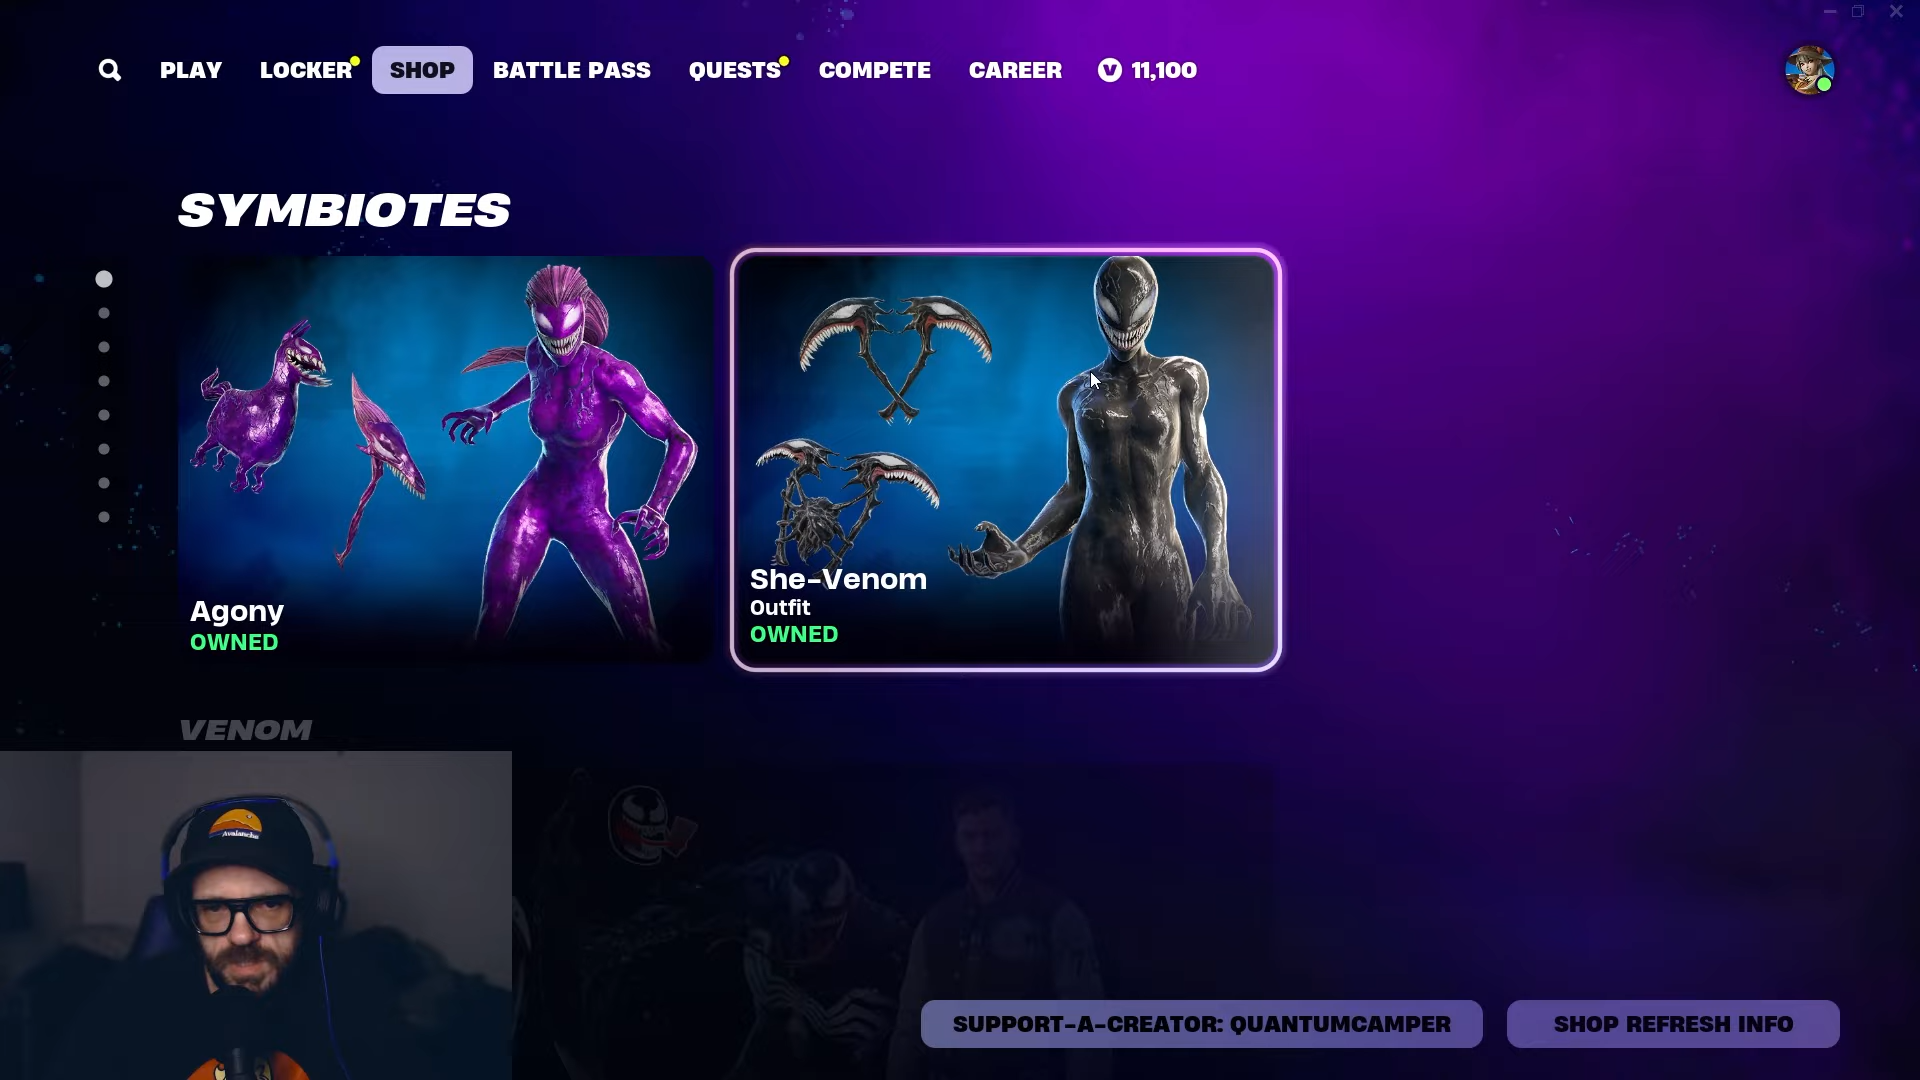 PLAY
LOCKER
SHOP
BATTLE PASS
QUESTS
COMPETE
CAREER
11,100
SYMBIOTES
Agony
OWNED
She-Venom
Outfit
OWNED
VENOM
Avalanche
SUPPORT-A-CREATOR: QUANTUMCAMPER
SHOP REFRESH INFO